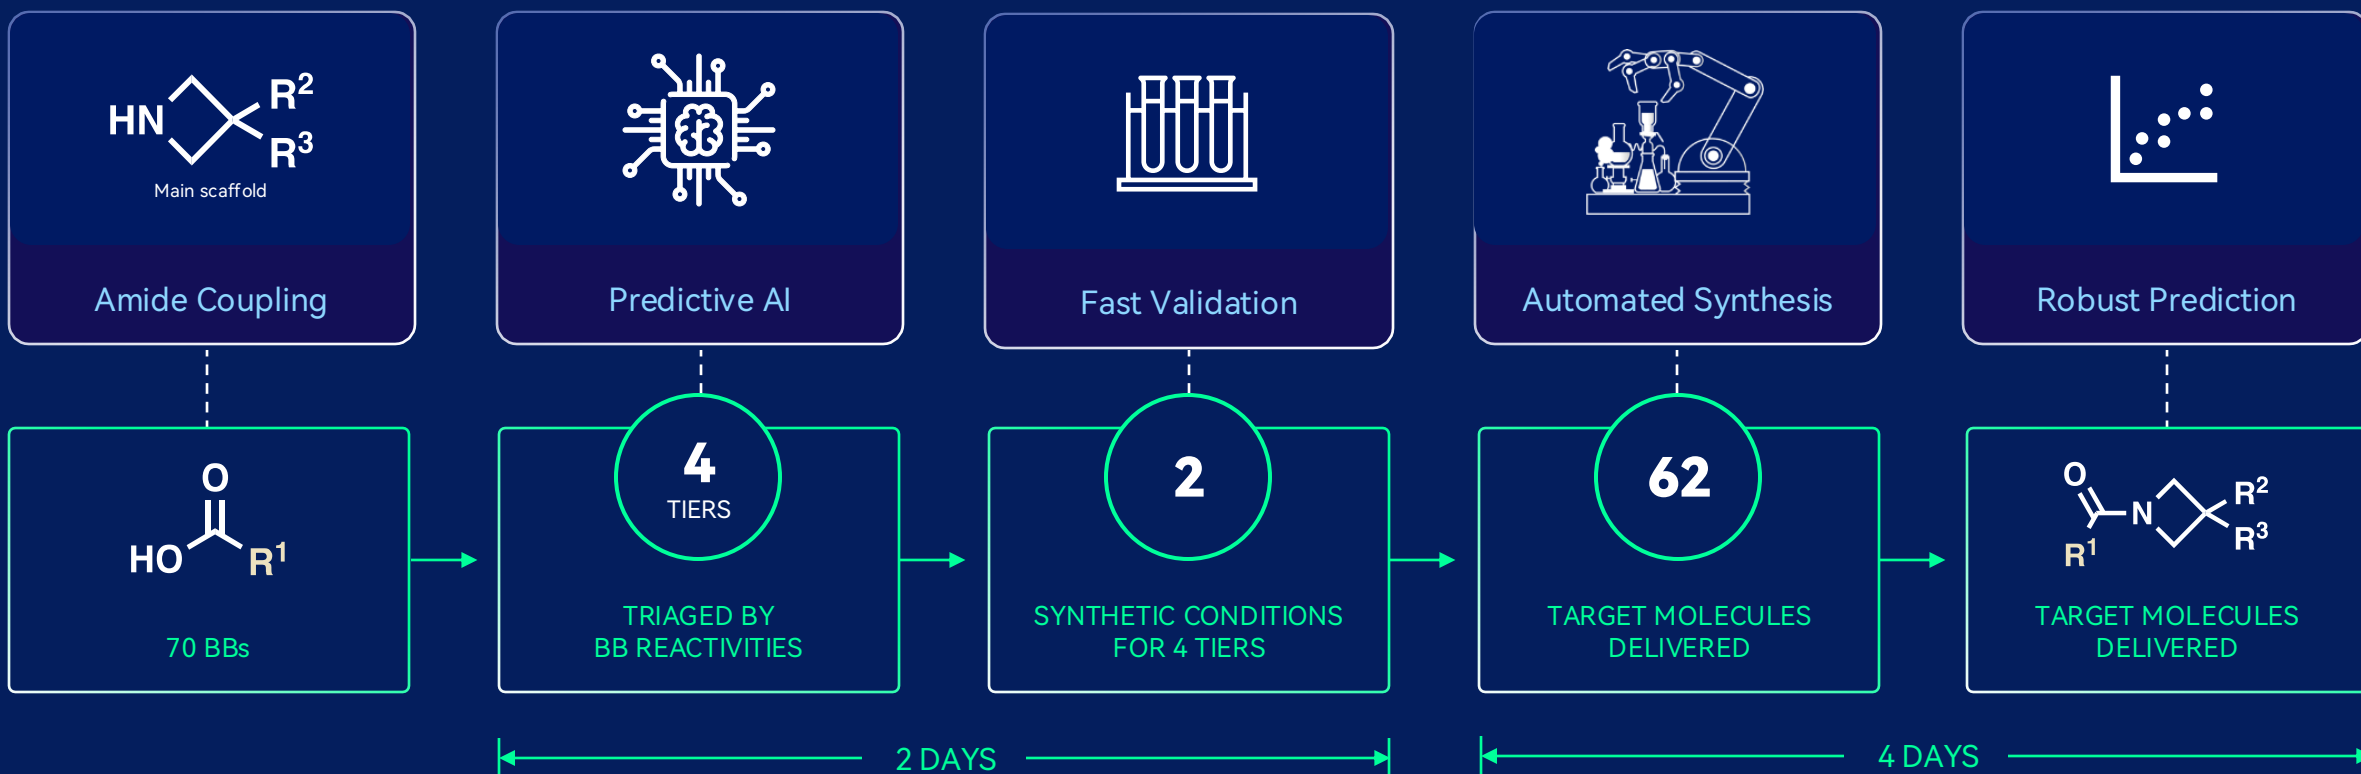 HN
R²
R³
Main scaffold
Amide Coupling
Predictive AI
Fast Validation
Automated Synthesis
Robust Prediction
O
HO
R¹
70 BBs
4
TIERS
TRIAGED BY
BB REACTIVITIES
2
SYNTHETIC CONDITIONS
FOR 4 TIERS
62
TARGET MOLECULES
DELIVERED
O
N
R²
R³
R¹
TARGET MOLECULES
DELIVERED
2 DAYS
4 DAYS